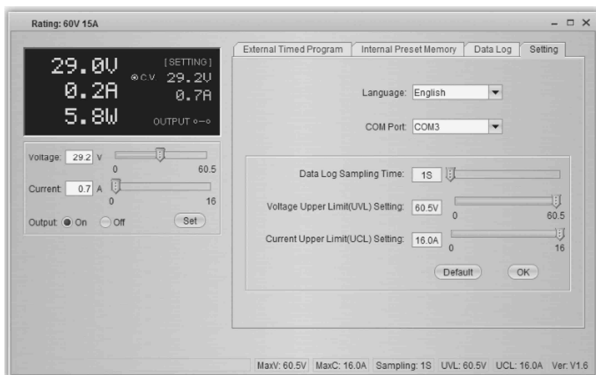 Rating: 60V 15A
29.0V
0.2A
5.8W
[SETTING]
C.V 29.2V
0.7A
OUTPUT
Voltage: 29.2 V
0 60.5
Current: 0.7 A
0 16
Output: On Off Set
External Timed Program Internal Preset Memory Data Log Setting
Language: English
COM Port: COM3
Data Log Sampling Time: 1S
Voltage Upper Limit(UVL) Setting: 60.5V
0 60.5
Current Upper Limit(UCL) Setting: 16.0A
0 16
Default OK
MaxV: 60.5V MaxC: 16.0A Sampling: 1S UVL: 60.5V UCL: 16.0A Ver: V1.6